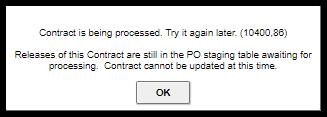 Contract is being processed. Try it again later. (10400,86)
Releases of this Contract are still in the PO staging table awaiting for
processing.  Contract cannot be updated at this time.
OK